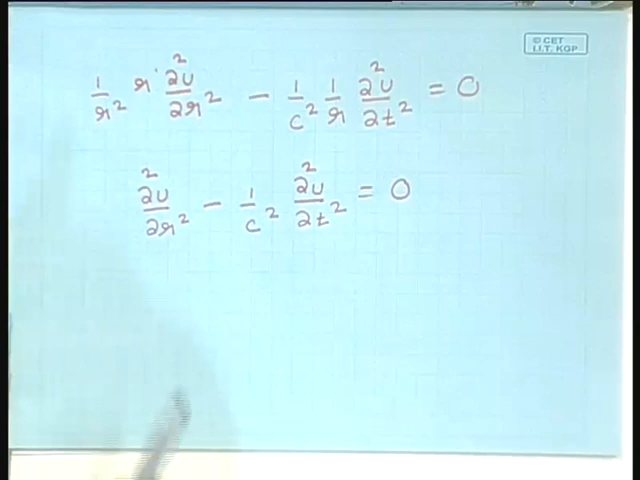 © CET
I.I.T. KGP
1/r² r ∂²u/∂r² − 1/c² 1/r ∂²u/∂t² = 0
∂²u/∂r² − 1/c² ∂²u/∂t² = 0